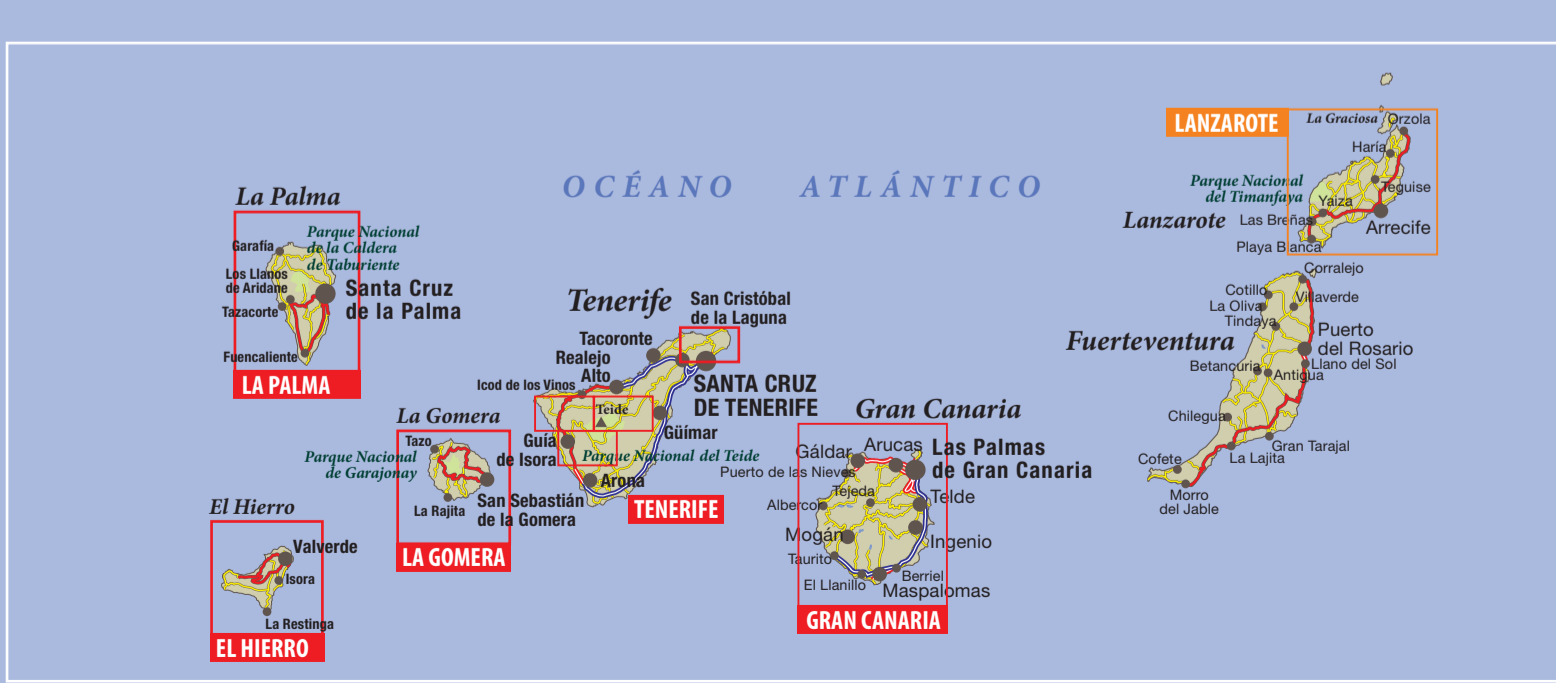 OCÉANO ATLÁNTICO
La Palma
Parque Nacional
de la Caldera
de Taburiente
Garafía
Los Llanos
de Aridane
Tazacorte
Santa Cruz
de la Palma
Fuencaliente
LA PALMA
La Gomera
Tazo
Parque Nacional
de Garajonay
La Rajita
San Sebastián
de la Gomera
LA GOMERA
El Hierro
Valverde
Isora
La Restinga
EL HIERRO
Tenerife
San Cristóbal
de la Laguna
Tacoronte
Realejo
Alto
Icod de los Vinos
SANTA CRUZ
DE TENERIFE
Teide
Güímar
Guía
de Isora
Parque Nacional del Teide
Arona
TENERIFE
Gran Canaria
Gáldar
Arucas
Las Palmas
de Gran Canaria
Puerto de las Nieves
Tejeda
Telde
Albercor
Mogán
Ingenio
Taurito
El Llanillo
Berriel
Maspalomas
GRAN CANARIA
LANZAROTE
La Graciosa
Orzola
Haría
Parque Nacional
del Timanfaya
Teguise
Yaiza
Lanzarote
Las Breñas
Arrecife
Playa Blanca
Corralejo
Cotillo
La Oliva
Villaverde
Tindaya
Fuerteventura
Puerto
del Rosario
Llano del Sol
Betancuria
Antigua
Chilegua
Gran Tarajal
La Lajita
Cofete
Morro
del Jable